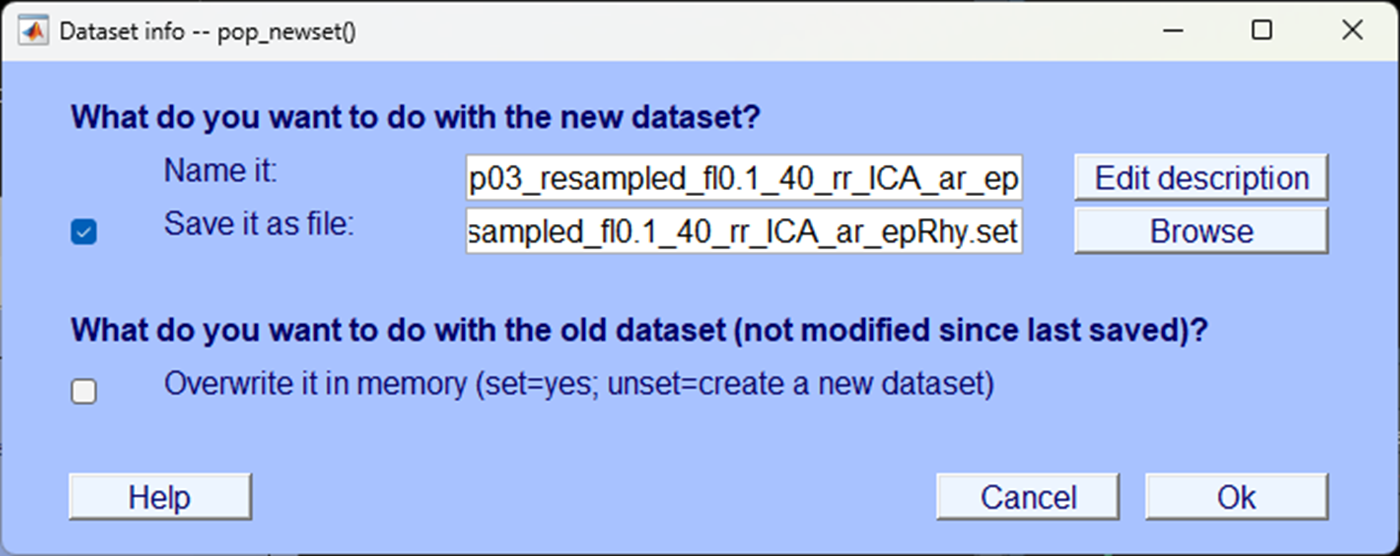 Dataset info -- pop_newset()
What do you want to do with the new dataset?
Name it: p03_resampled_fl0.1_40_rr_ICA_ar_ep Edit description
Save it as file: sampled_fl0.1_40_rr_ICA_ar_epRhy.set Browse
What do you want to do with the old dataset (not modified since last saved)?
Overwrite it in memory (set=yes; unset=create a new dataset)
Help Cancel Ok